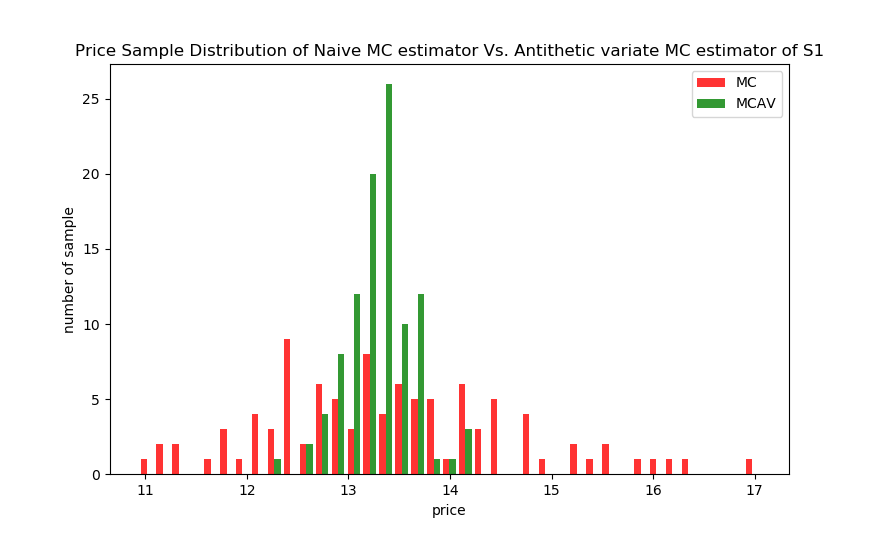 Price Sample Distribution of Naive MC estimator Vs. Antithetic variate MC estimator of S1
MC
MCAV
25
20
15
10
5
0
number of sample
11 12 13 14 15 16 17
price